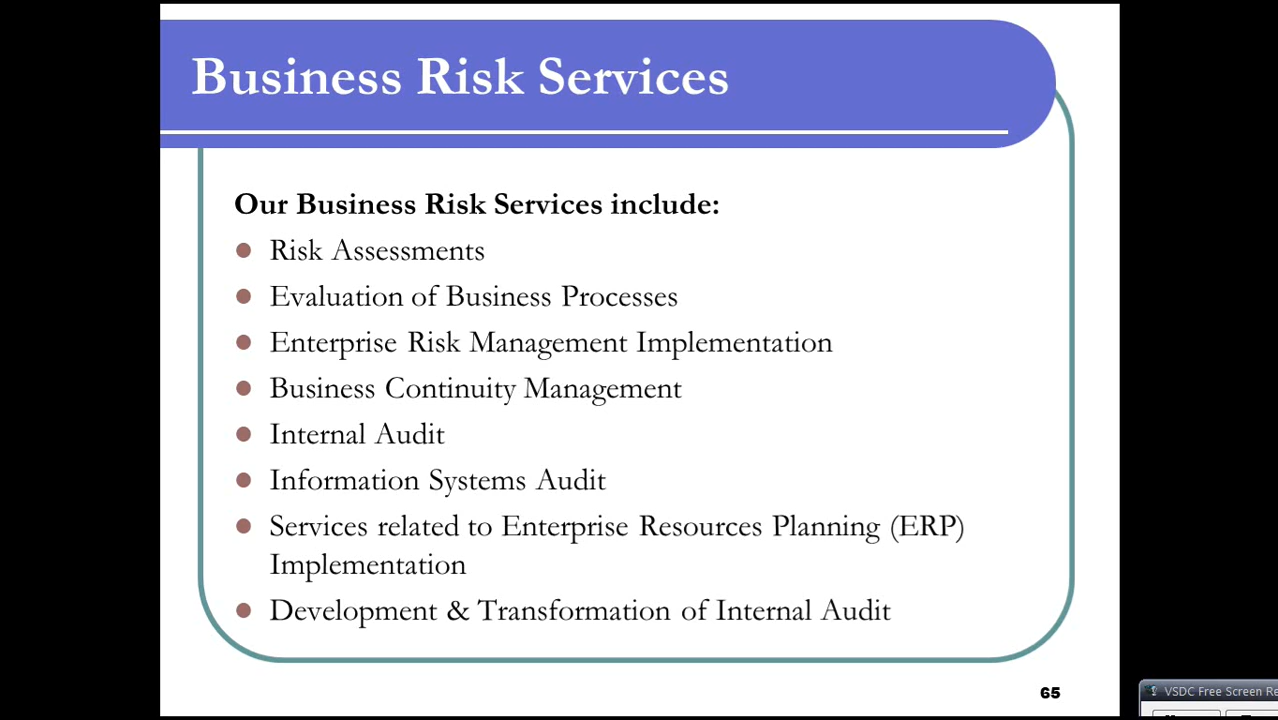 Business Risk Services
Our Business Risk Services include:
Risk Assessments
Evaluation of Business Processes
Enterprise Risk Management Implementation
Business Continuity Management
Internal Audit
Information Systems Audit
Services related to Enterprise Resources Planning (ERP)
Implementation
Development & Transformation of Internal Audit
65
VSDC Free Screen Re